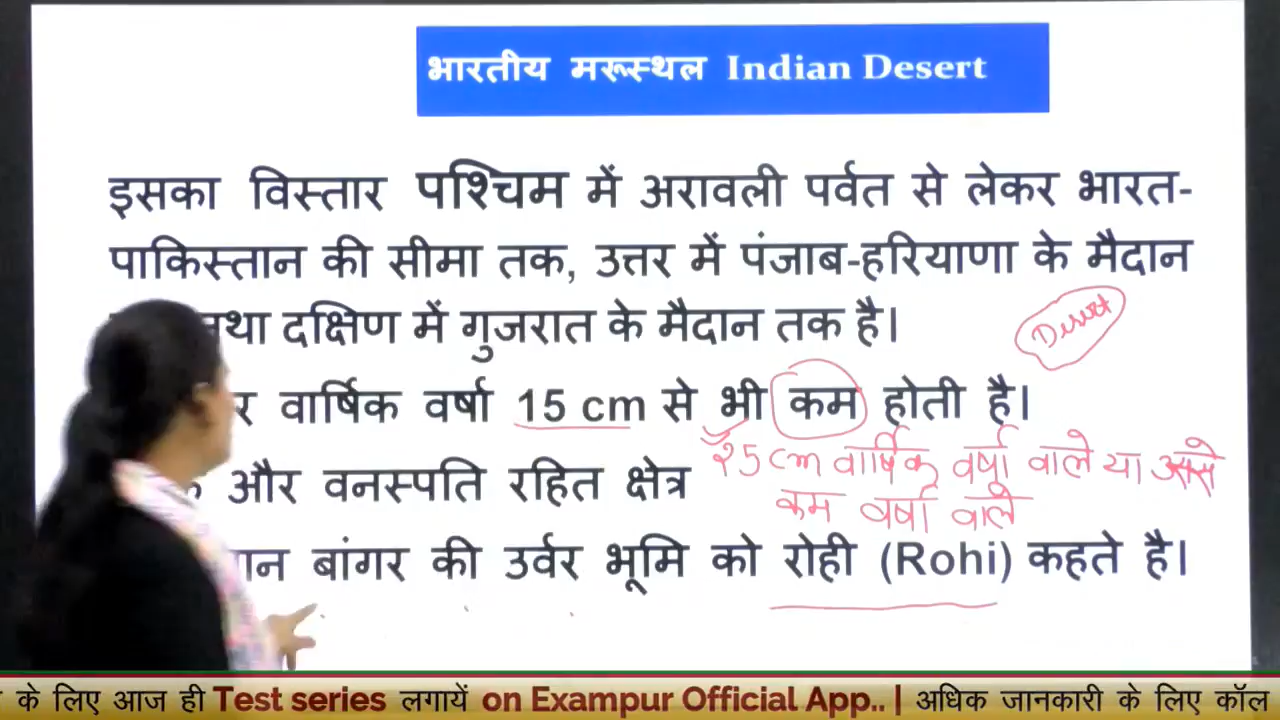 भारतीय मरूस्थल Indian Desert
इसका विस्तार पश्चिम में अरावली पर्वत से लेकर भारत-
पाकिस्तान की सीमा तक, उत्तर में पंजाब-हरियाणा के मैदान
तथा दक्षिण में गुजरात के मैदान तक है।
Desert
वार्षिक वर्षा 15 cm से भी कम होती है।
25 cm वार्षिक वर्षा वाले या उससे
और वनस्पति रहित क्षेत्र
कम वर्षा वाले
बांगर की उर्वर भूमि को रोही (Rohi) कहते है।
के लिए आज ही Test series लगायें on Exampur Official App.. | अधिक जानकारी के लिए कॉल